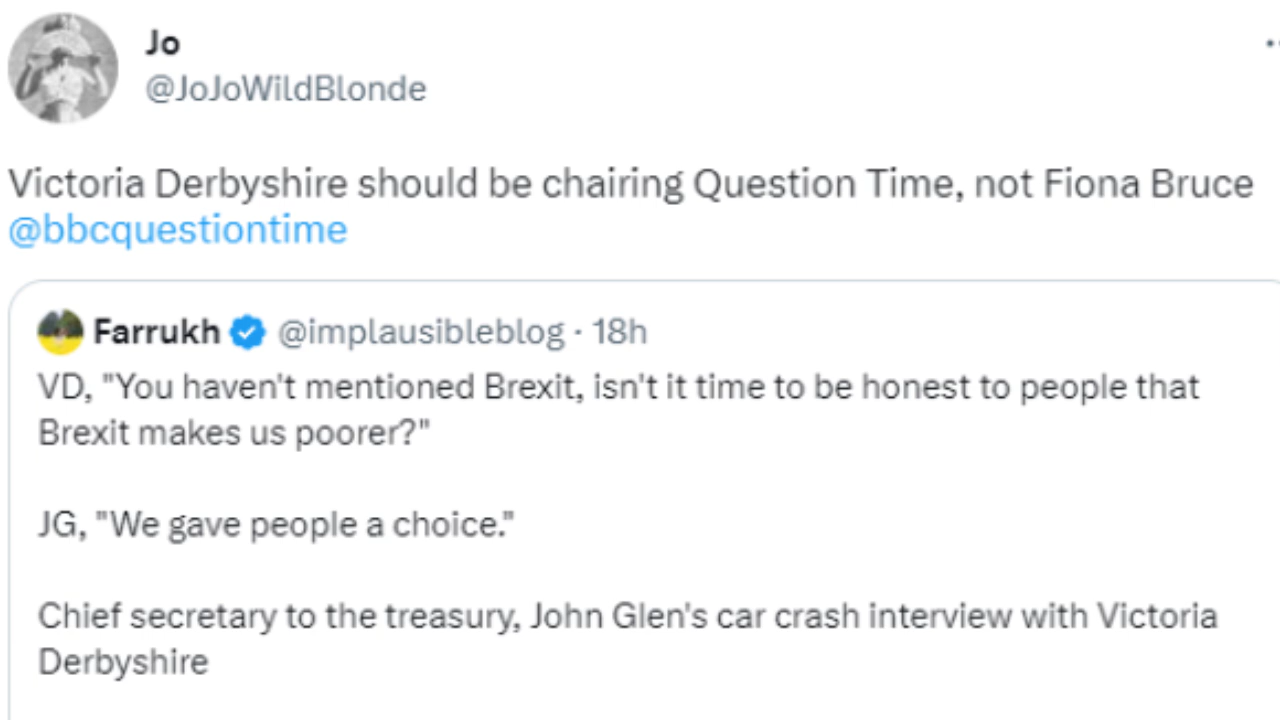 Jo
@JoJoWildBlonde
Victoria Derbyshire should be chairing Question Time, not Fiona Bruce
@bbcquestiontime
Farrukh @implausibleblog · 18h
VD, "You haven't mentioned Brexit, isn't it time to be honest to people that
Brexit makes us poorer?"
JG, "We gave people a choice."
Chief secretary to the treasury, John Glen's car crash interview with Victoria
Derbyshire